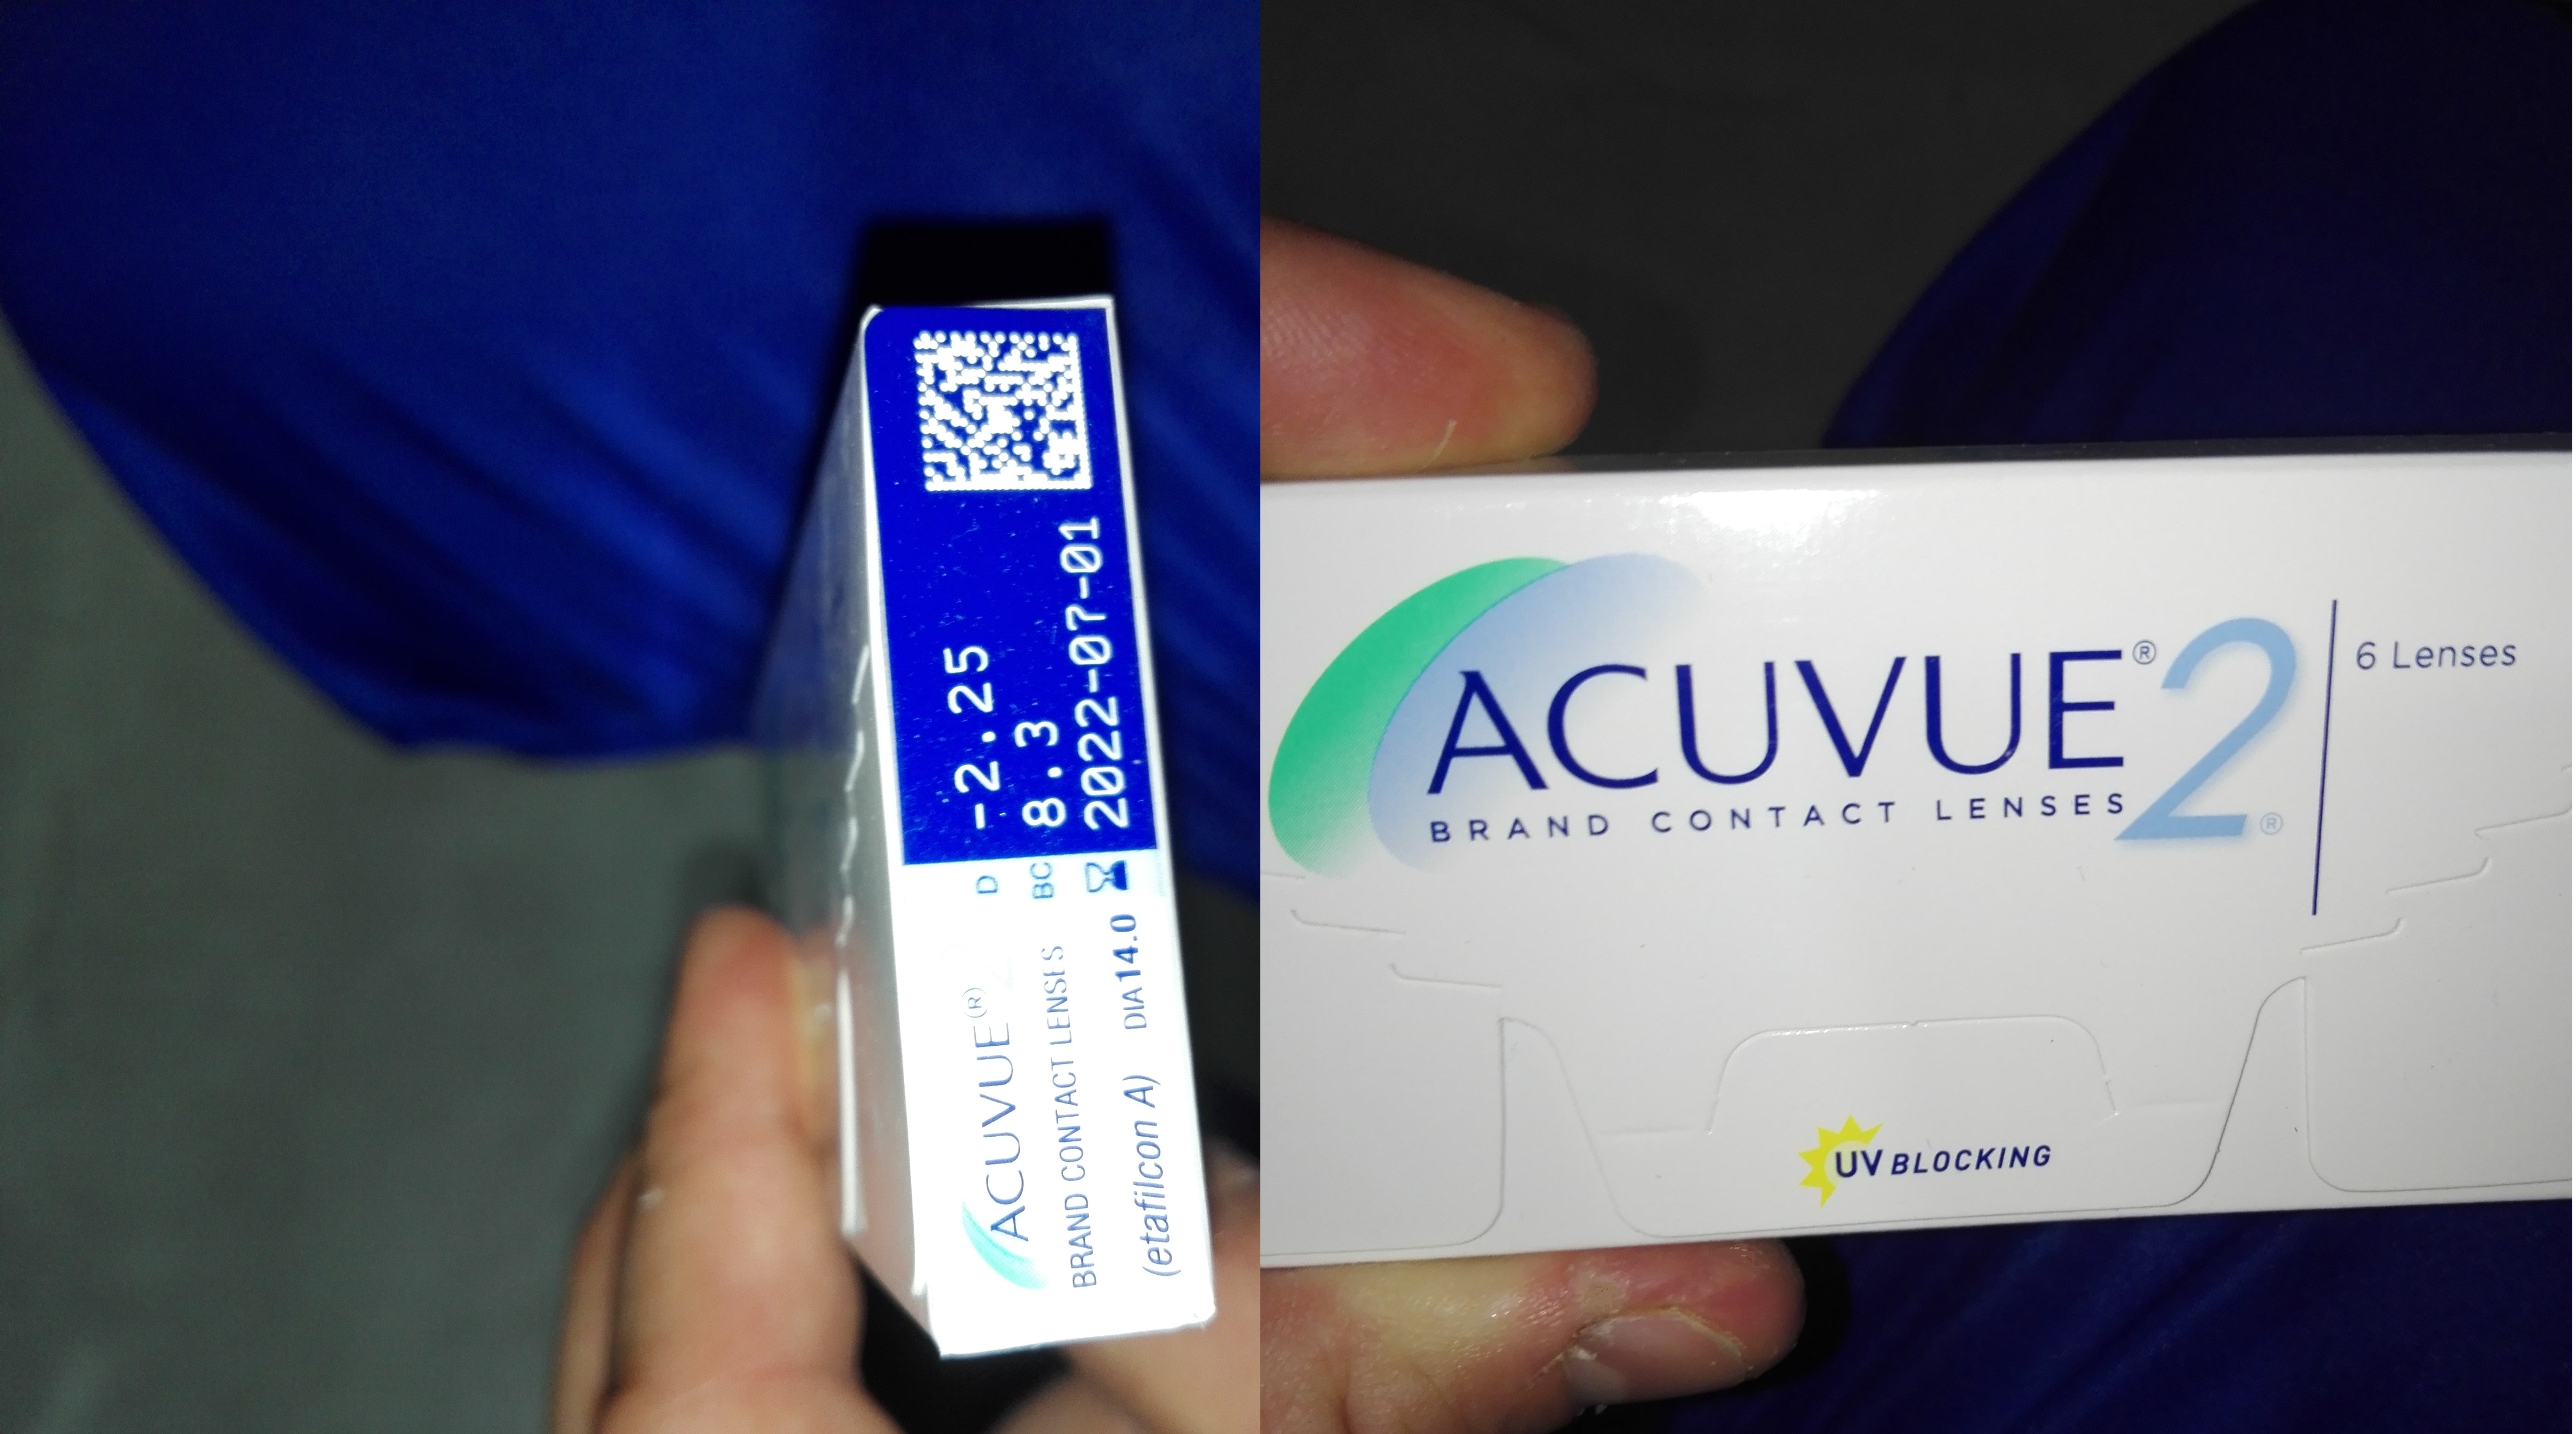 D -2.25
BC 8.3
2022-07-01
ACUVUE® 2
BRAND CONTACT LENSES
(etafilcon A) DIA 14.0
ACUVUE® 2®
BRAND CONTACT LENSES
6 Lenses
UV BLOCKING